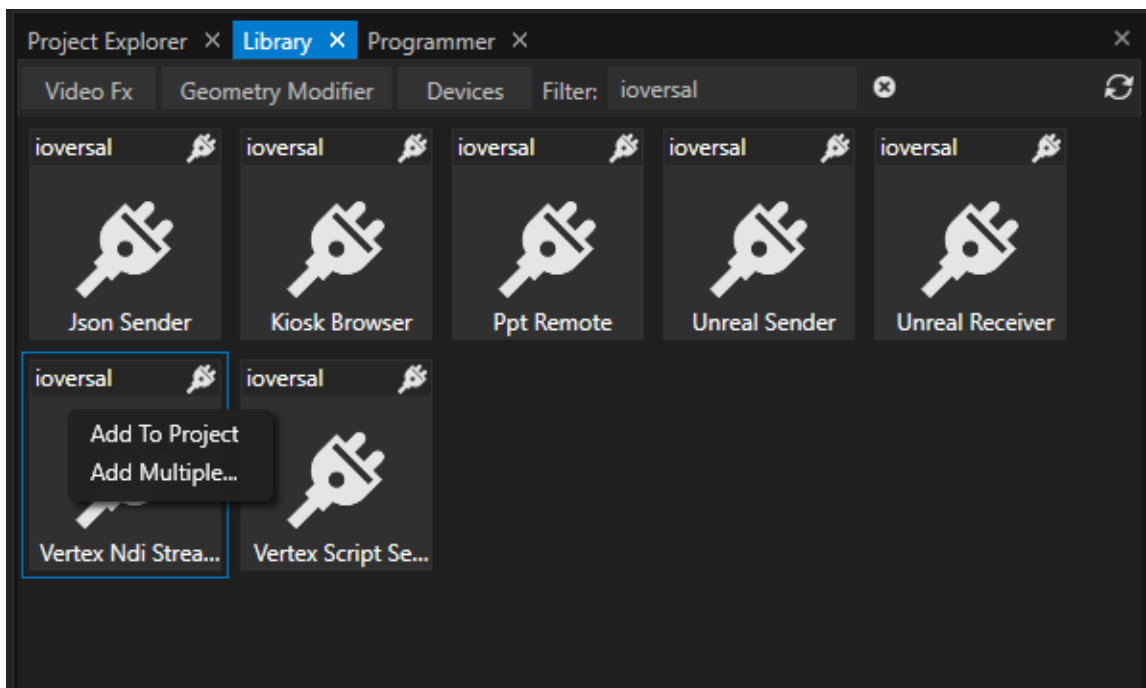 Project Explorer × Library × Programmer ×
Video Fx Geometry Modifier Devices Filter: ioversal
ioversal ioversal ioversal ioversal ioversal
Json Sender Kiosk Browser Ppt Remote Unreal Sender Unreal Receiver
ioversal ioversal
Add To Project
Add Multiple...
Vertex Ndi Strea... Vertex Script Se...